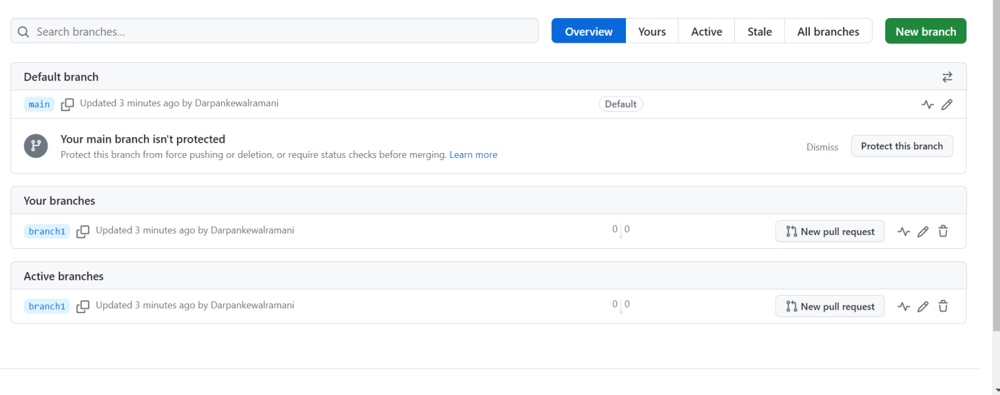 Search branches...
Overview Yours Active Stale All branches New branch
Default branch
main Updated 3 minutes ago by Darpankewalramani Default
Your main branch isn't protected
Protect this branch from force pushing or deletion, or require status checks before merging. Learn more
Dismiss Protect this branch
Your branches
branch1 Updated 3 minutes ago by Darpankewalramani 0 0 New pull request
Active branches
branch1 Updated 3 minutes ago by Darpankewalramani 0 0 New pull request